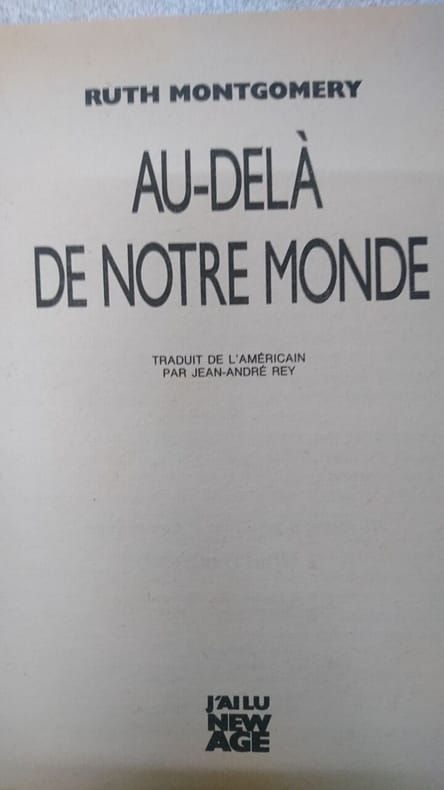 RUTH MONTGOMERY
AU-DELÀ
DE NOTRE MONDE
TRADUIT DE L'AMÉRICAIN
PAR JEAN-ANDRÉ REY
J'AI LU
NEW
AGE